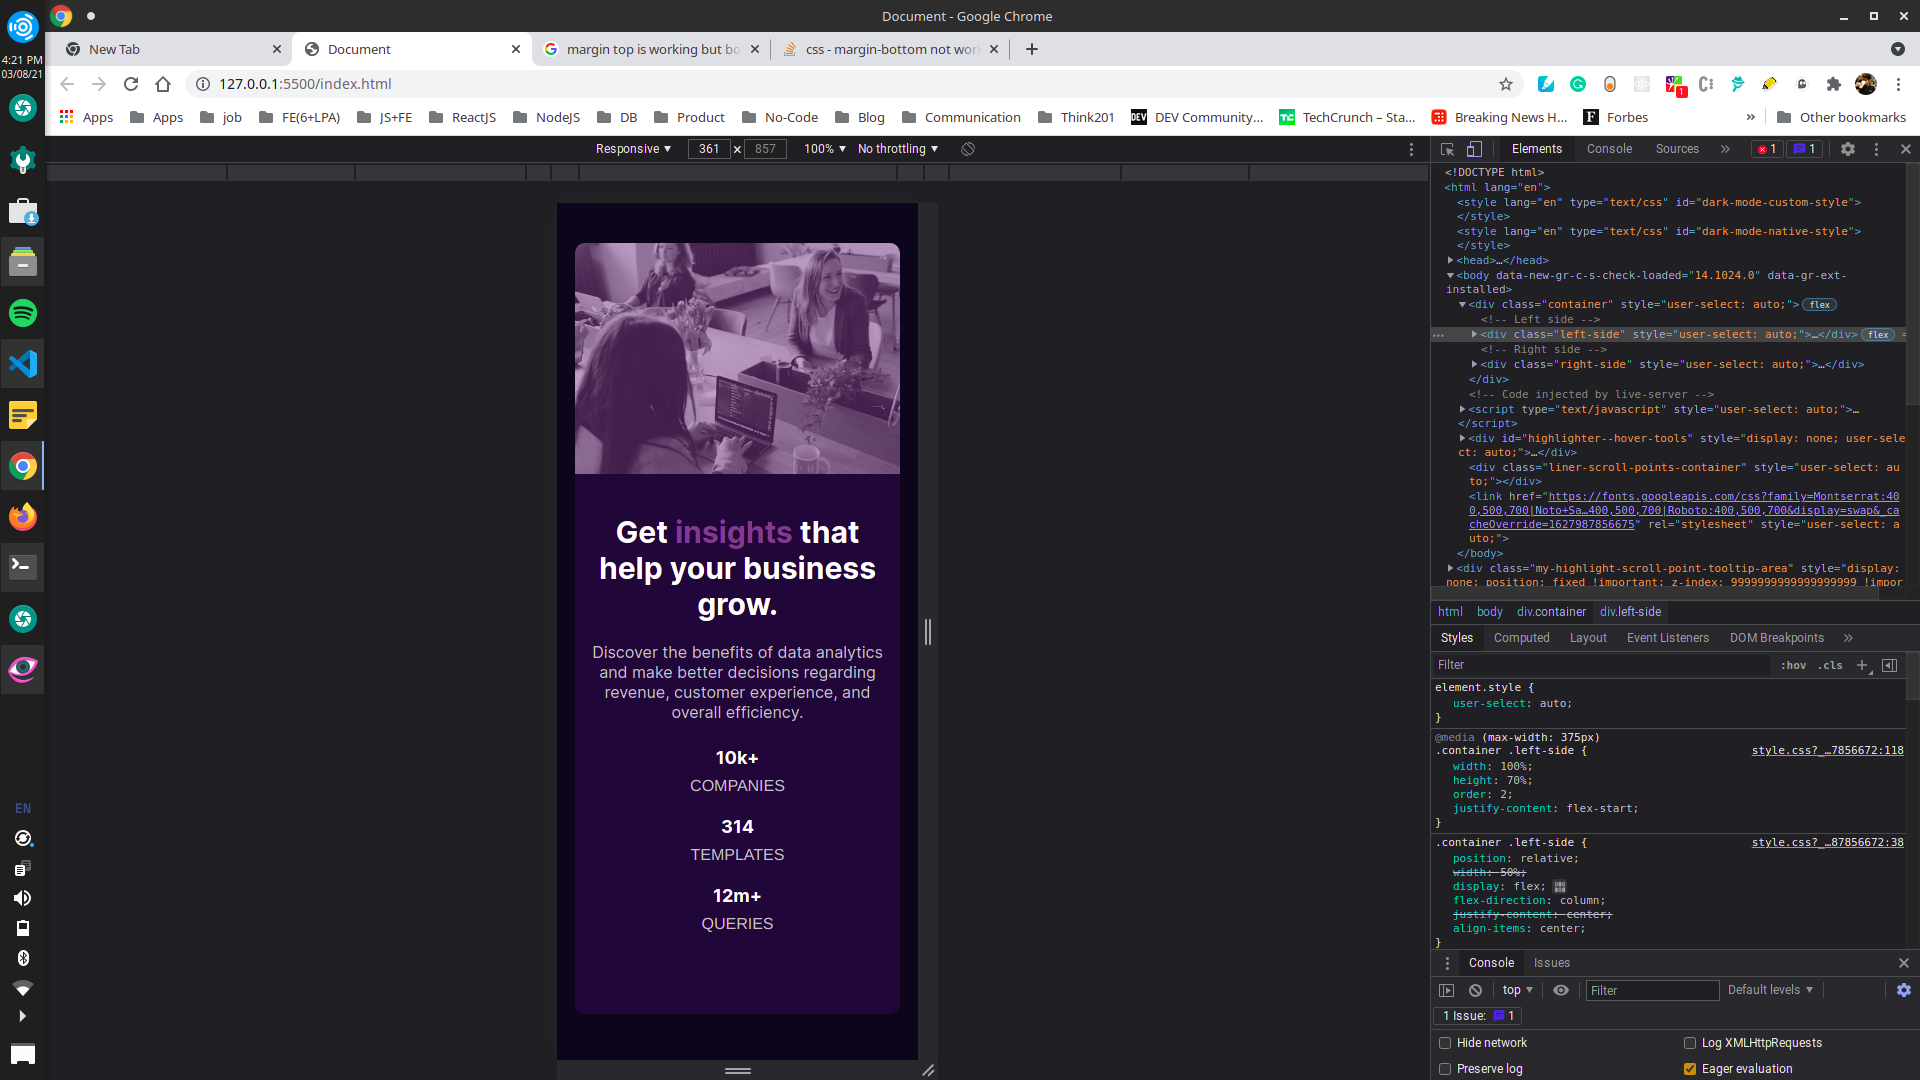 Document - Google Chrome
4:21 PM
03/08/21
New Tab
Document
margin top is working but bo
css - margin-bottom not wor
127.0.0.1:5500/index.html
Apps
Apps
job
FE(6+LPA)
JS+FE
ReactJS
NodeJS
DB
Product
No-Code
Blog
Communication
Think201
DEV Community...
TechCrunch – Sta...
Breaking News H...
Forbes
»
Other bookmarks
Responsive
361 × 857
100%
No throttling
Elements
Console
Sources
»
1
1
<!DOCTYPE html>
<html lang="en">
<style lang="en" type="text/css" id="dark-mode-custom-style">
</style>
<style lang="en" type="text/css" id="dark-mode-native-style">
</style>
<head>…</head>
<body data-new-gr-c-s-check-loaded="14.1024.0" data-gr-ext-
installed>
<div class="container" style="user-select: auto;"> flex
<!-- Left side -->
<div class="left-side" style="user-select: auto;">…</div> flex =
<!-- Right side -->
<div class="right-side" style="user-select: auto;">…</div>
</div>
<!-- Code injected by live-server -->
<script type="text/javascript" style="user-select: auto;">…
</script>
<div id="highlighter--hover-tools" style="display: none; user-sele
ct: auto;">…</div>
<div class="liner-scroll-points-container" style="user-select: au
to;"></div>
<link href="https://fonts.googleapis.com/css?family=Montserrat:40
0,500,700|Noto+Sa…400,500,700|Roboto:400,500,700&display=swap&_ca
cheOverride=1627987856675" rel="stylesheet" style="user-select: a
uto;">
</body>
<div class="my-highlight-scroll-point-tooltip-area" style="display:
none; position: fixed !important; z-index: 9999999999999999999 !impor
html body div.container div.left-side
Styles
Computed
Layout
Event Listeners
DOM Breakpoints
»
Filter
:hov
.cls
+
element.style {
user-select: auto;
}
@media (max-width: 375px)
.container .left-side {
style.css?_…7856672:118
width: 100%;
height: 70%;
order: 2;
justify-content: flex-start;
}
.container .left-side {
style.css?_…87856672:38
position: relative;
width: 50%;
display: flex;
flex-direction: column;
justify-content: center;
align-items: center;
}
Console
Issues
top
Filter
Default levels
1 Issue: 1
Hide network
Log XMLHttpRequests
Preserve log
Eager evaluation
Get insights that
help your business
grow.
Discover the benefits of data analytics
and make better decisions regarding
revenue, customer experience, and
overall efficiency.
10k+
COMPANIES
314
TEMPLATES
12m+
QUERIES
EN